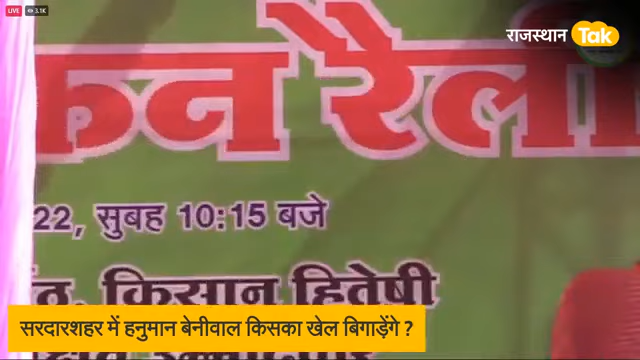 LIVE 3.1K
राजस्थान Tak
कन रैली
22, सुबह 10:15 बजे
किसान हितेषी
सरदारशहर में हनुमान बेनीवाल किसका खेल बिगाड़ेंगे ?